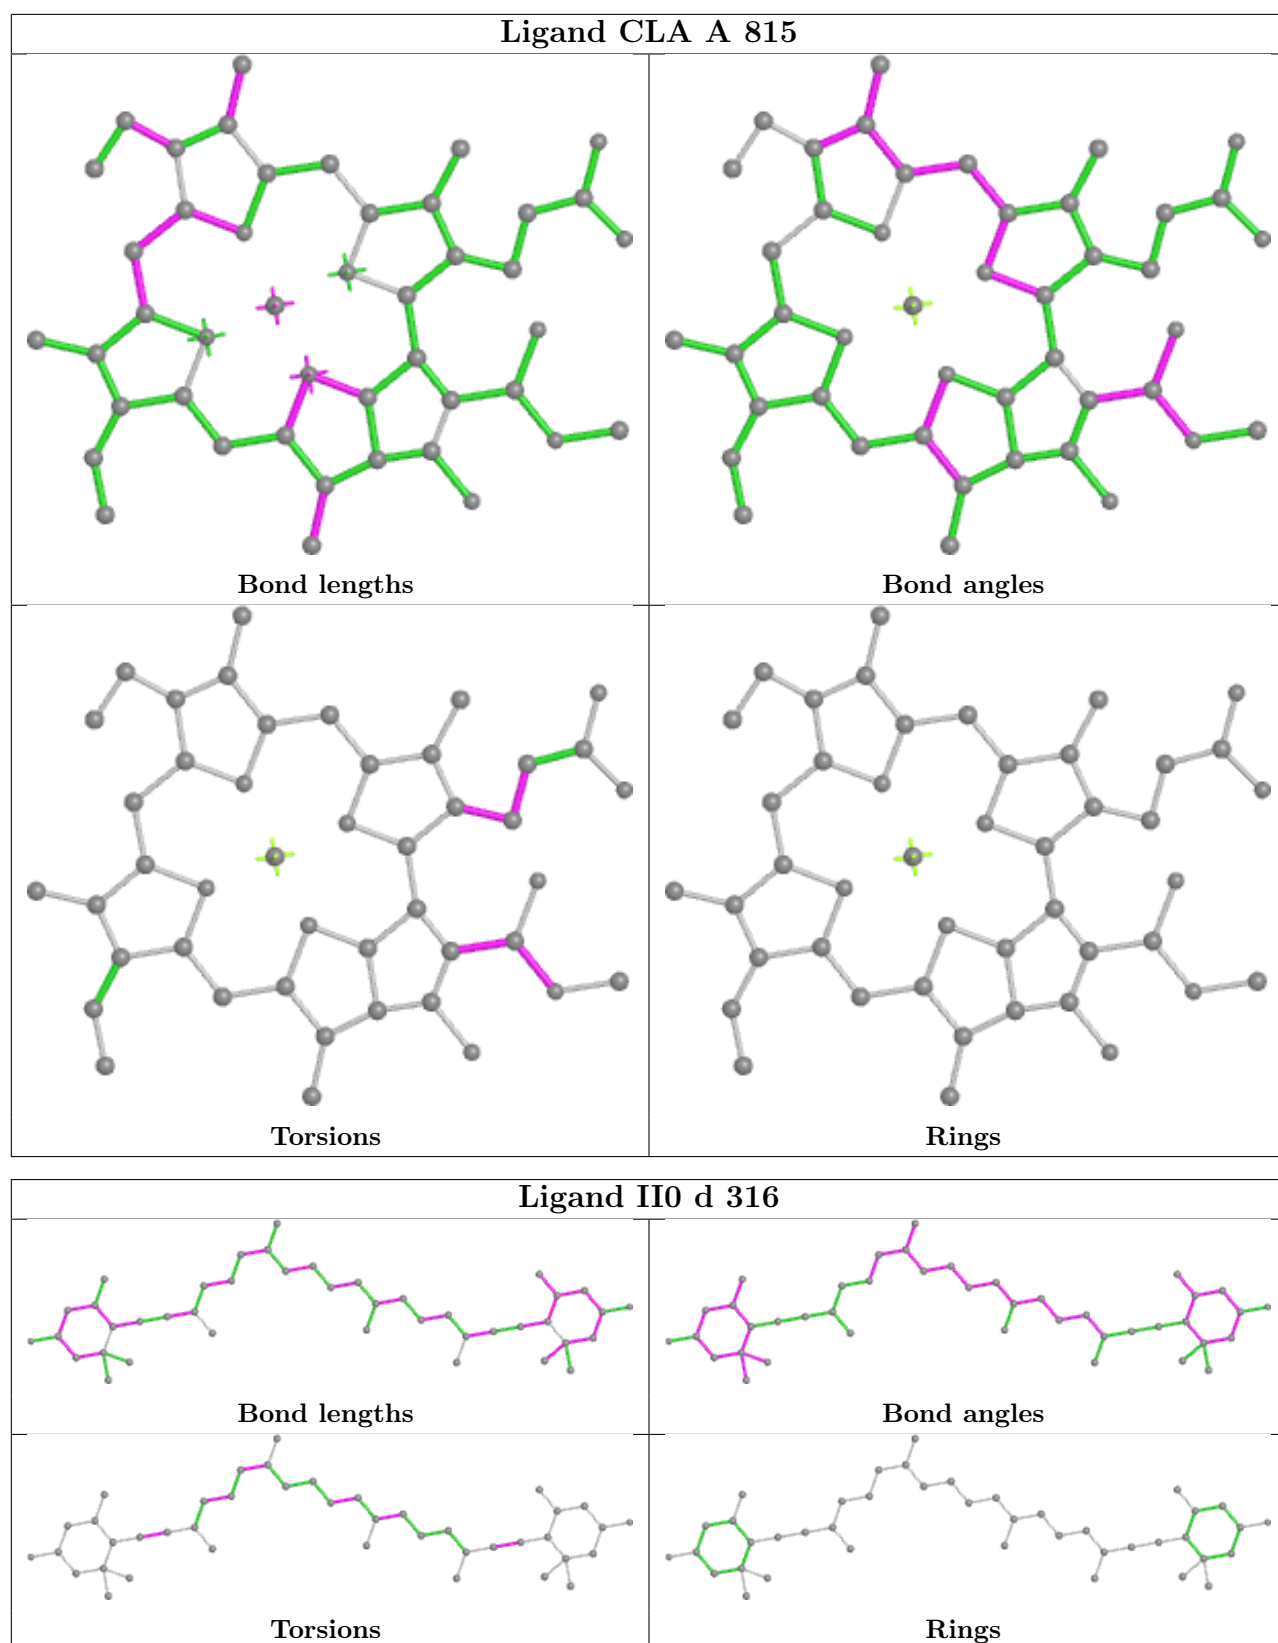 Ligand CLA A 815
Bond lengths
Bond angles
Torsions
Rings
Ligand II0 d 316
Bond lengths
Bond angles
Torsions
Rings